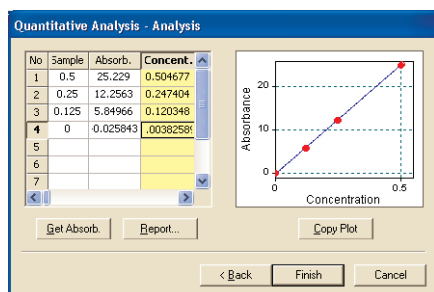 Quantitative Analysis - Analysis
No Sample Absorb. Concent.
1 0.5 25.229 0.504677
2 0.25 12.2563 0.247404
3 0.125 5.84966 0.120348
4 0 -0.025843
5
6
7
Absorbance
20
10
0
0 0.5
Concentration
Get Absorb. Report... Copy Plot
< Back Finish Cancel